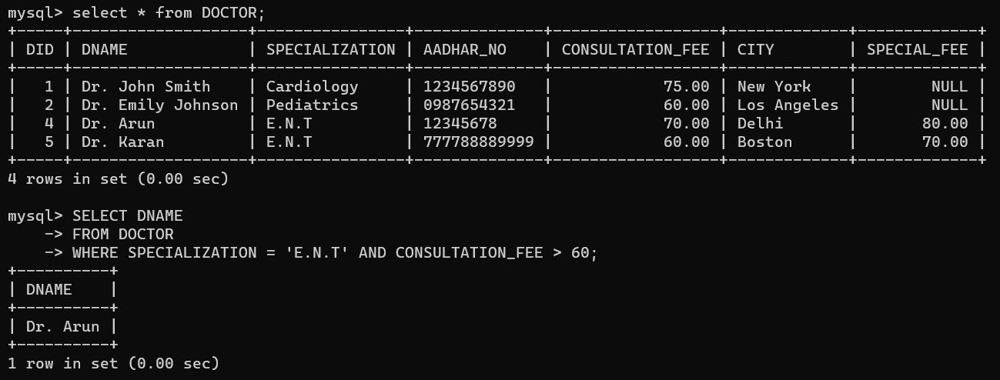 mysql> select * from DOCTOR;
+-----+--------------------+----------------+--------------+------------------+-------------+-------------+
| DID | DNAME              | SPECIALIZATION | AADHAR_NO    | CONSULTATION_FEE | CITY        | SPECIAL_FEE |
+-----+--------------------+----------------+--------------+------------------+-------------+-------------+
|   1 | Dr. John Smith     | Cardiology     | 1234567890   |            75.00 | New York    |        NULL |
|   2 | Dr. Emily Johnson  | Pediatrics     | 0987654321   |            60.00 | Los Angeles |        NULL |
|   4 | Dr. Arun           | E.N.T          | 12345678     |            70.00 | Delhi       |       80.00 |
|   5 | Dr. Karan          | E.N.T          | 777788889999 |            60.00 | Boston      |       70.00 |
+-----+--------------------+----------------+--------------+------------------+-------------+-------------+
4 rows in set (0.00 sec)

mysql> SELECT DNAME
    -> FROM DOCTOR
    -> WHERE SPECIALIZATION = 'E.N.T' AND CONSULTATION_FEE > 60;
+----------+
| DNAME    |
+----------+
| Dr. Arun |
+----------+
1 row in set (0.00 sec)